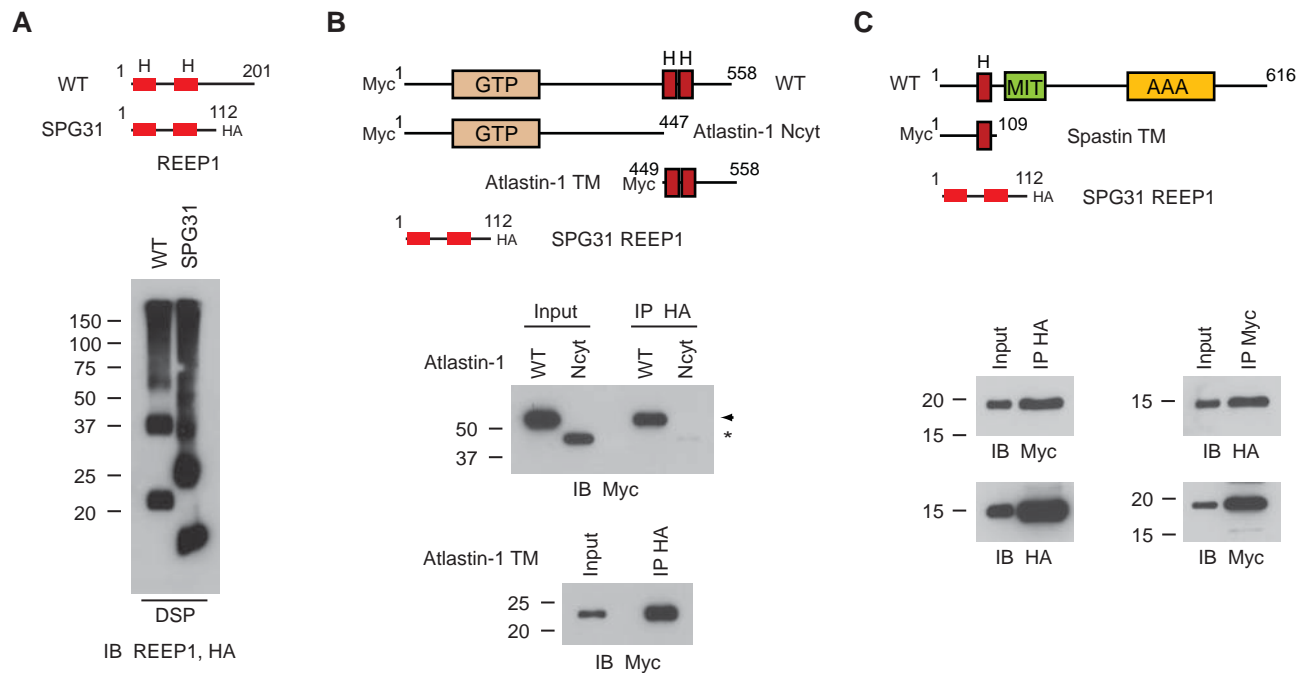 A
H H
1 201
WT
1 112
SPG31 HA
REEP1
WT SPG31
150
100
75
50
37
25
20
DSP
IB REEP1, HA
B
H H
Myc 1 GTP 558 WT
Myc 1 GTP 447 Atlastin-1 Ncyt
Atlastin-1 TM 449 Myc 558
1 112 HA SPG31 REEP1
Input IP HA
Atlastin-1 WT Ncyt WT Ncyt
50 *
37
IB Myc
Atlastin-1 TM Input IP HA
25
20
IB Myc
C
H
WT 1 MIT AAA 616
Myc 1 109 Spastin TM
1 112 HA SPG31 REEP1
Input IP HA
20
15
IB Myc
15
IB HA
Input IP Myc
15
IB HA
20
15
IB Myc